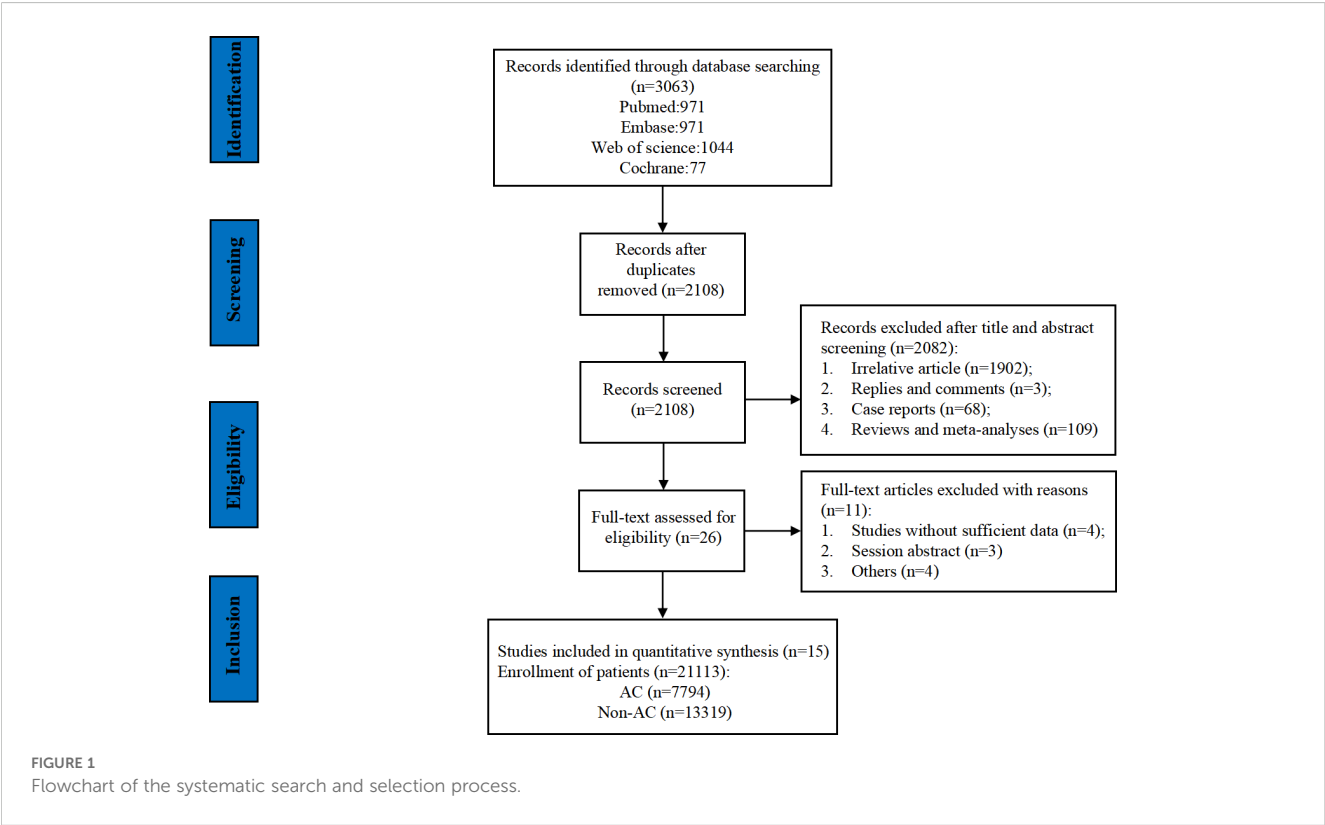 Identification
Records identified through database searching
(n=3063)
Pubmed:971
Embase:971
Web of science:1044
Cochrane:77
Screening
Records after
duplicates
removed (n=2108)
Records screened
(n=2108)
Records excluded after title and abstract
screening (n=2082):
1. Irrelative article (n=1902);
2. Replies and comments (n=3);
3. Case reports (n=68);
4. Reviews and meta-analyses (n=109)
Eligibility
Full-text assessed for
eligibility (n=26)
Full-text articles excluded with reasons
(n=11):
1. Studies without sufficient data (n=4);
2. Session abstract (n=3)
3. Others (n=4)
Inclusion
Studies included in quantitative synthesis (n=15)
Enrollment of patients (n=21113):
AC (n=7794)
Non-AC (n=13319)
FIGURE 1
Flowchart of the systematic search and selection process.